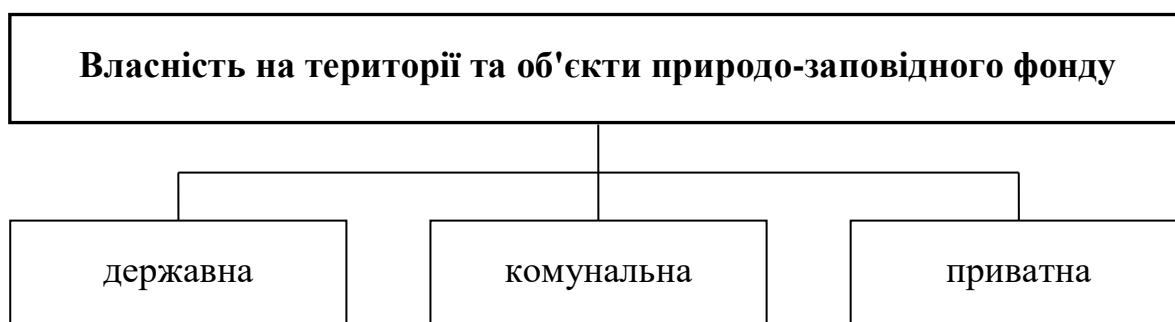 Власність на території та об'єкти природо-заповідного фонду
державна
комунальна
приватна